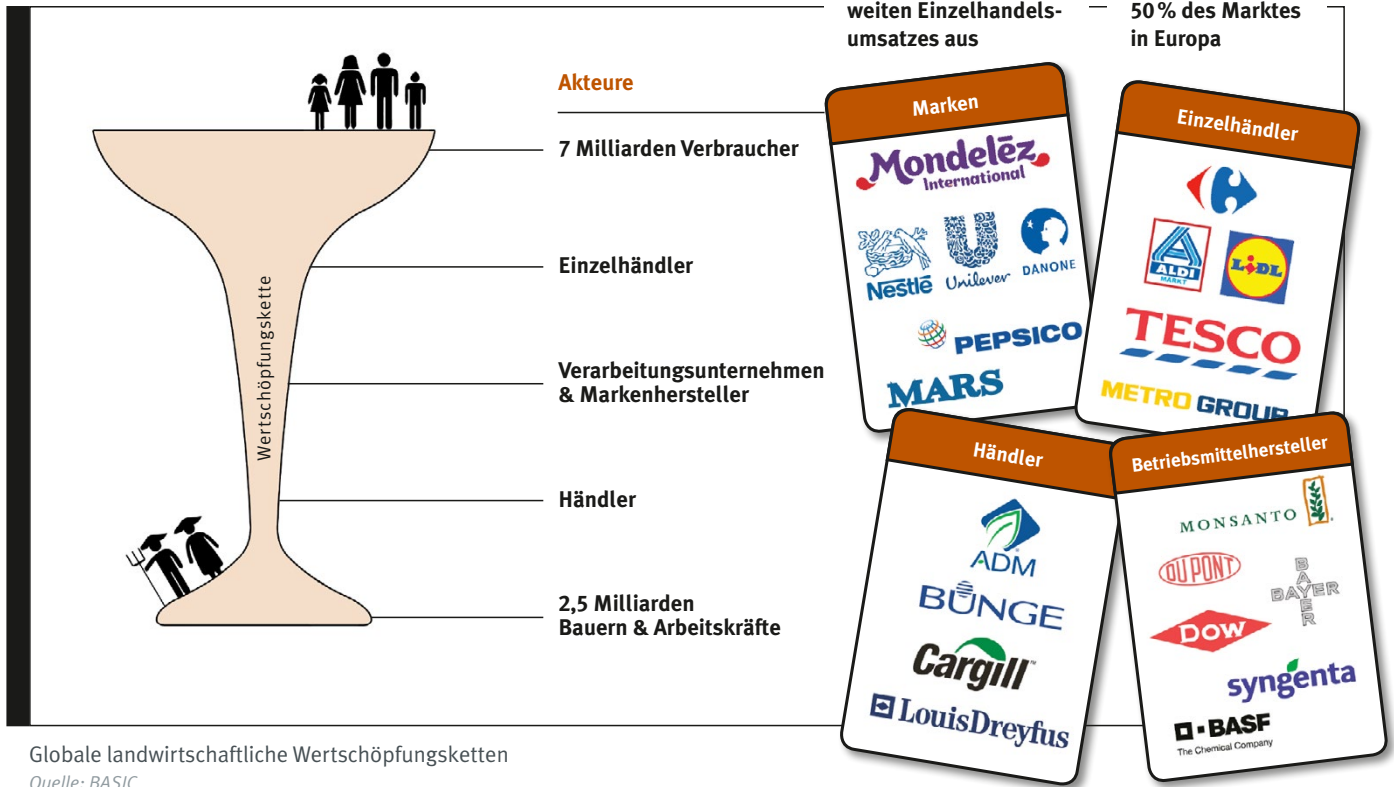 weiten Einzelhandels-
umsatzes aus
50 % des Marktes
in Europa
Akteure
7 Milliarden Verbraucher
Einzelhändler
Verarbeitungsunternehmen
& Markenhersteller
Händler
2,5 Milliarden
Bauern & Arbeitskräfte
Wertschöpfungskette
Marken
Mondelēz
International
Nestlé
Unilever
DANONE
PEPSICO
MARS
Einzelhändler
ALDI
MARKT
LiDL
TESCO
METRO GROUP
Händler
ADM
BUNGE
Cargill™
LouisDreyfus
Betriebsmittelhersteller
MONSANTO
DUPONT
BAYER
BAYER
DOW
syngenta
BASF
The Chemical Company
Globale landwirtschaftliche Wertschöpfungsketten
Quelle: BASIC